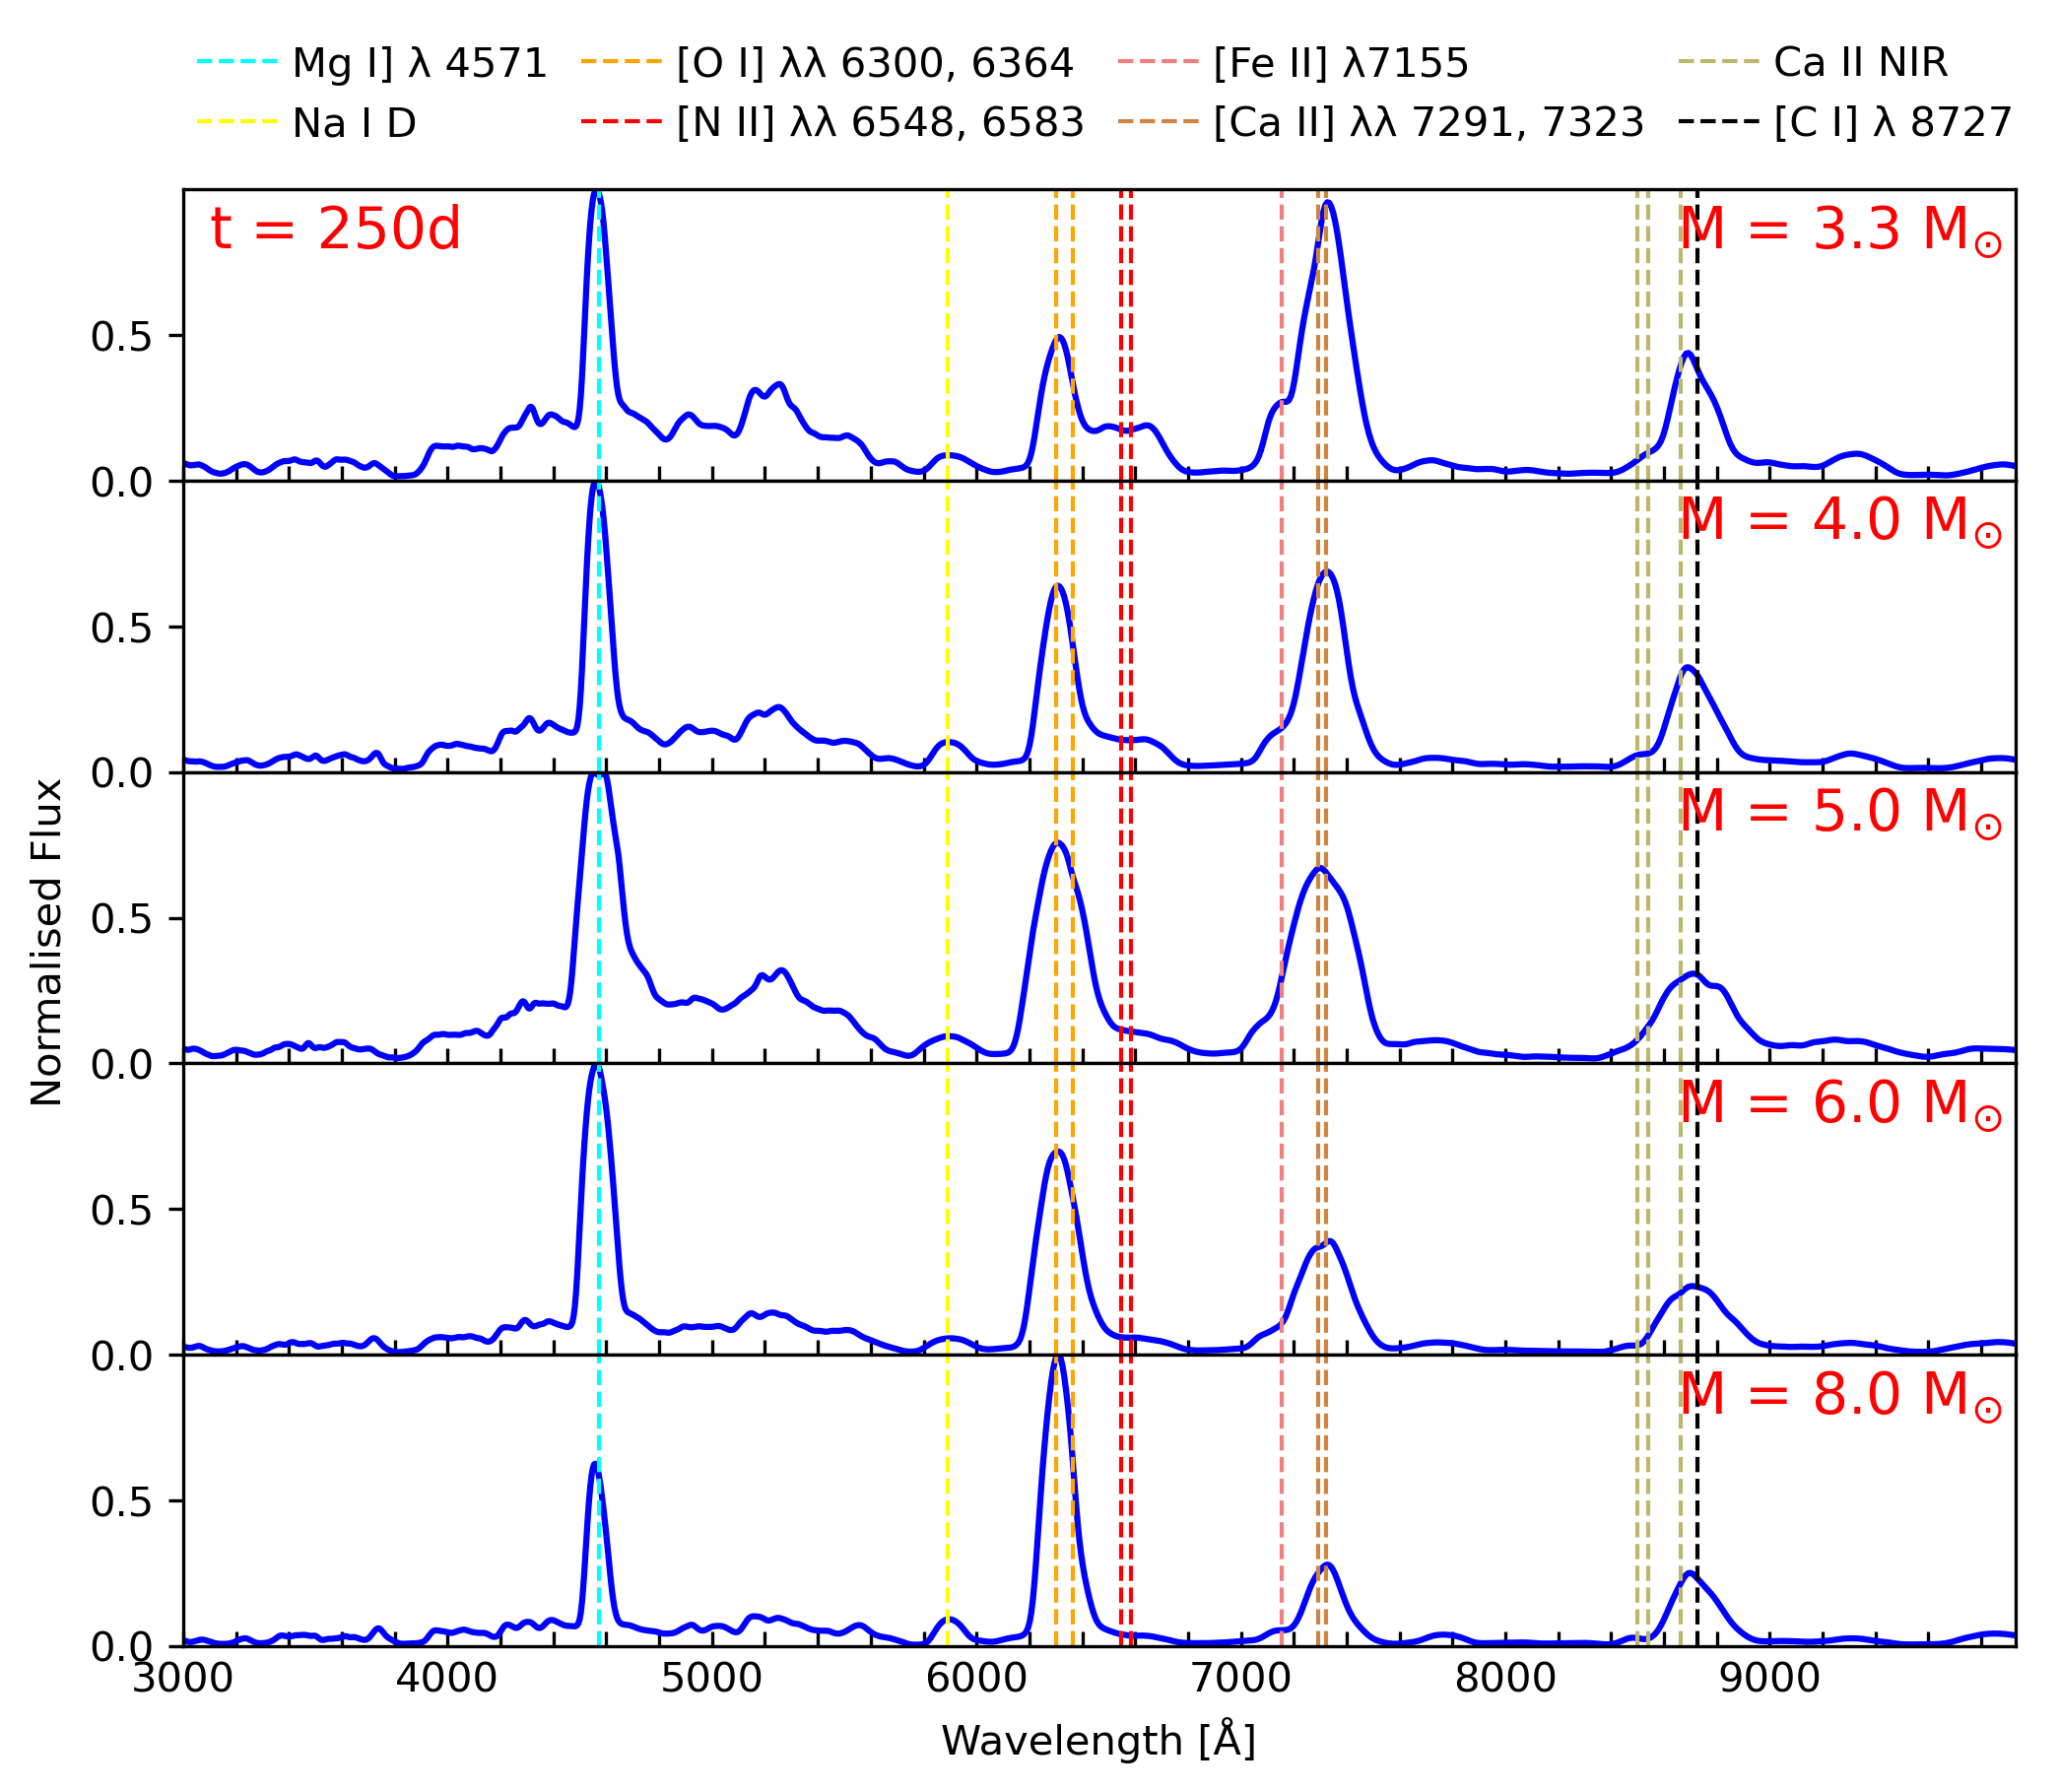 Mg I] λ 4571
[O I] λλ 6300, 6364
[Fe II] λ7155
Ca II NIR
Na I D
[N II] λλ 6548, 6583
[Ca II] λλ 7291, 7323
[C I] λ 8727
t = 250d
M = 3.3 M☉
0.5
0.0
M = 4.0 M☉
0.5
0.0
M = 5.0 M☉
0.5
0.0
M = 6.0 M☉
0.5
0.0
M = 8.0 M☉
0.5
0.0
Normalised Flux
3000 4000 5000 6000 7000 8000 9000
Wavelength [Å]